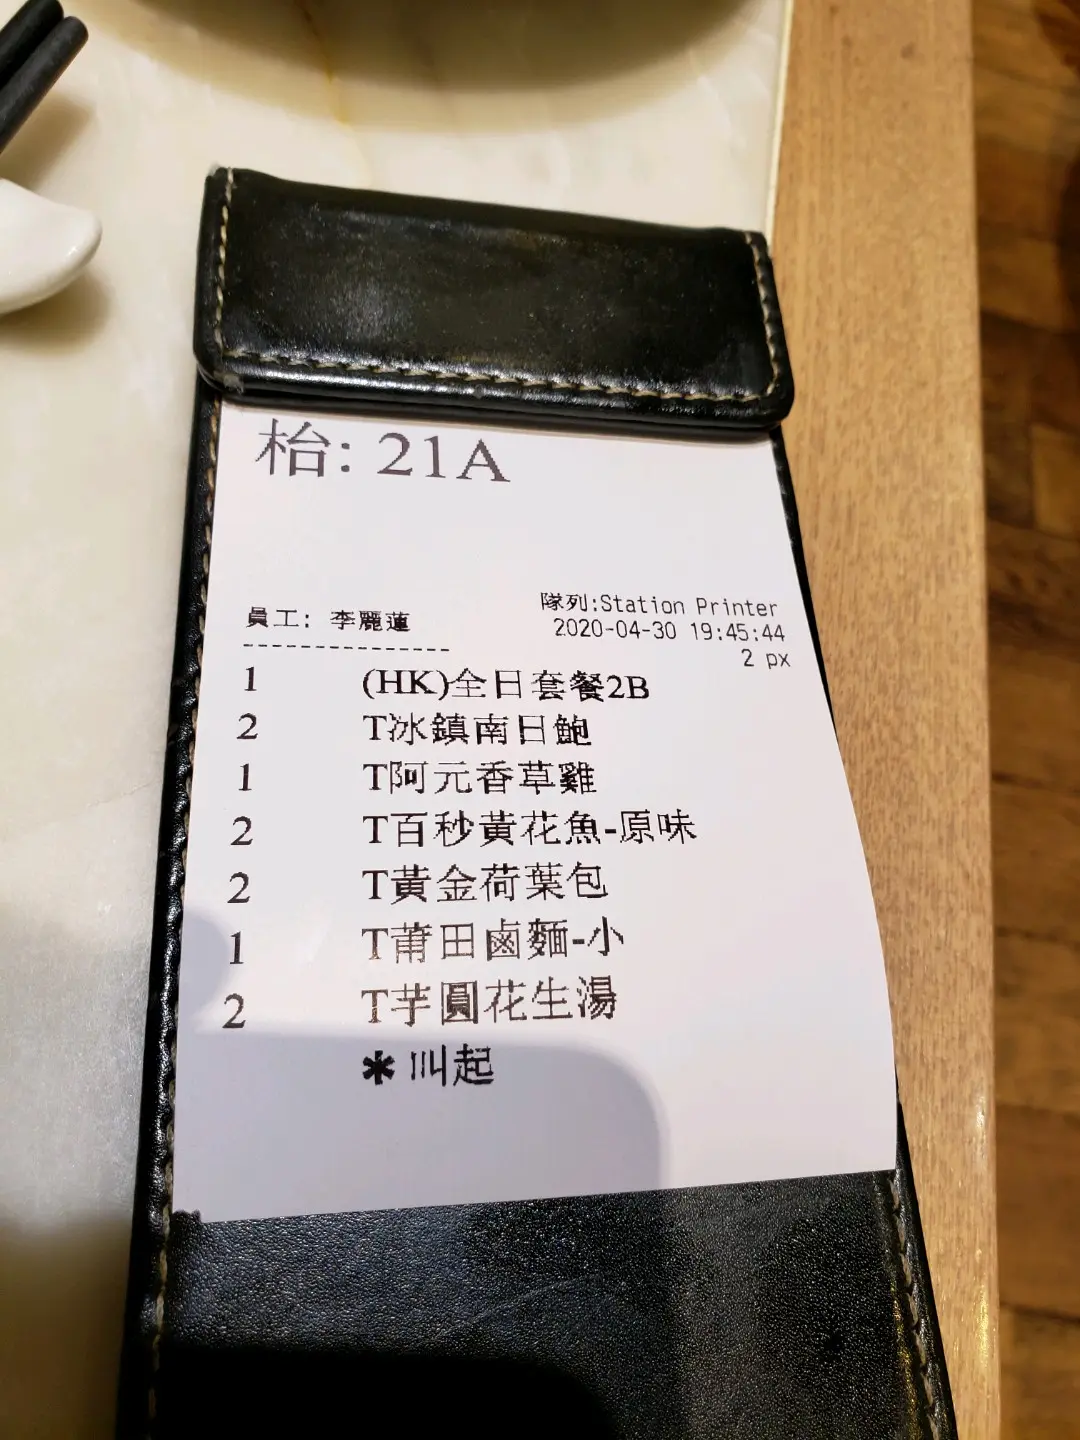 枱: 21A
隊列:Station Printer
員工: 李麗蓮
2020-04-30 19:45:44
2 px
1 (HK)全日套餐2B
2 T冰鎮南日鮑
1 T阿元香草雞
2 T百秒黃花魚-原味
2 T黃金荷葉包
1 T莆田鹵麵-小
2 T芋圓花生湯
* 叫起